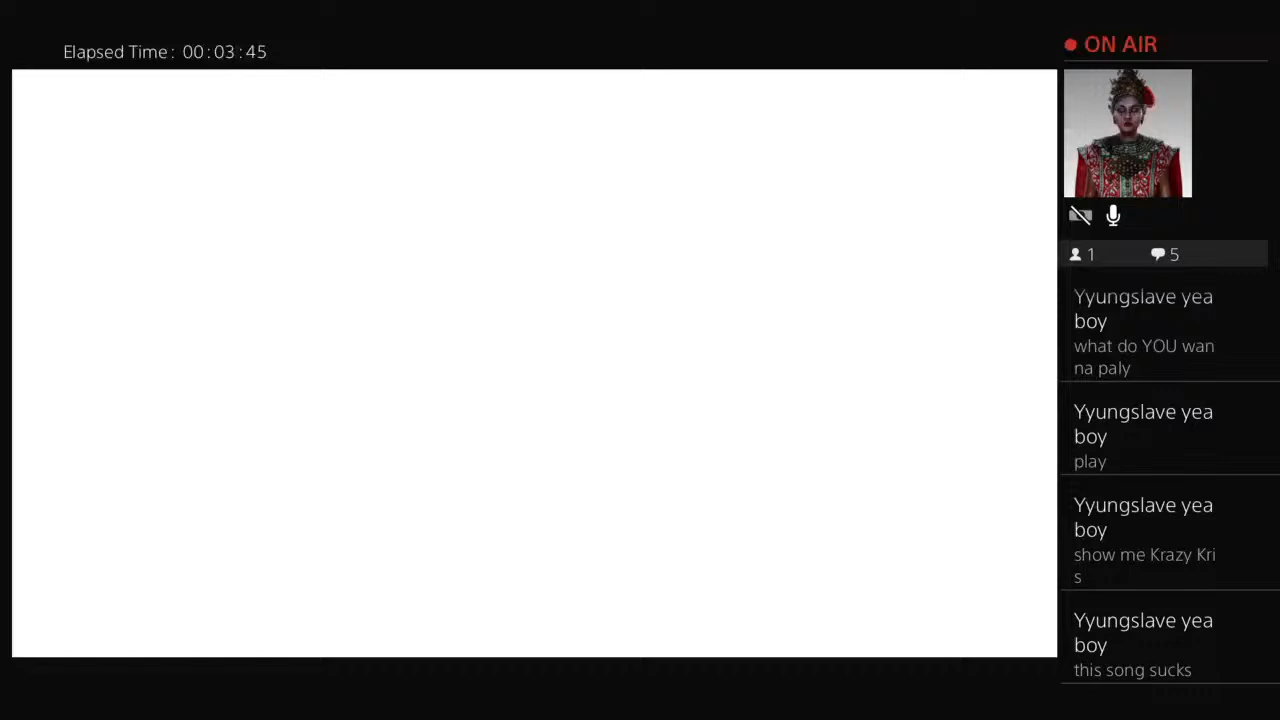 Elapsed Time: 00:03:45
ON AIR
1 5
Yyungslave yea
boy
what do YOU wan
na paly
Yyungslave yea
boy
play
Yyungslave yea
boy
show me Krazy Kri
s
Yyungslave yea
boy
this song sucks